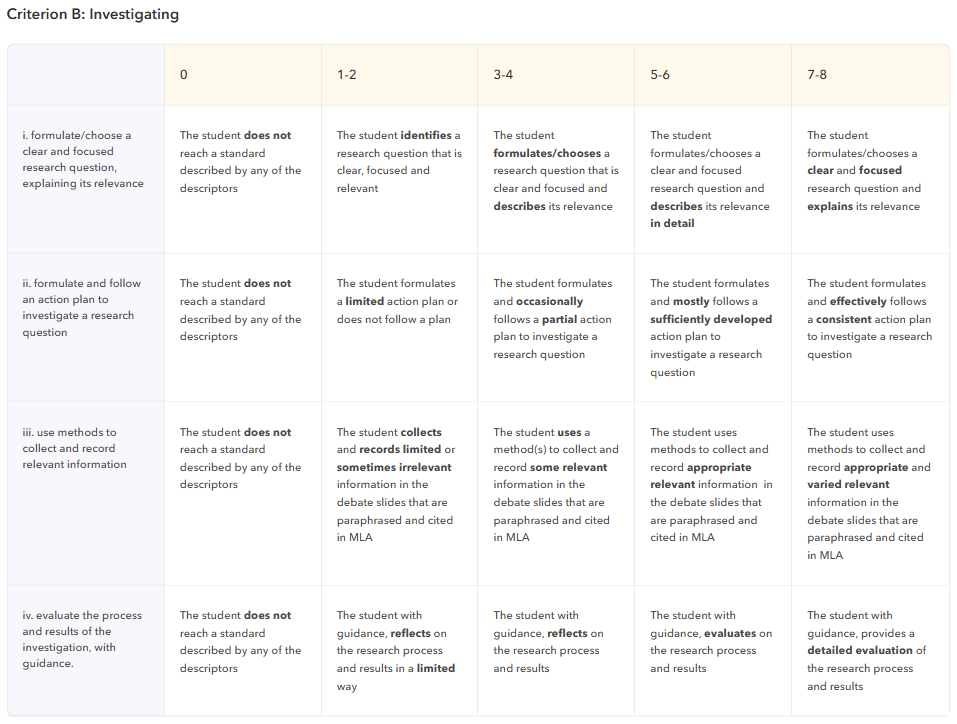 Criterion B: Investigating
0
1-2
3-4
5-6
7-8
i. formulate/choose a
clear and focused
research question,
explaining its relevance
The student does not
reach a standard
described by any of the
descriptors
The student identifies a
research question that is
clear, focused and
relevant
The student
formulates/chooses a
research question that is
clear and focused and
describes its relevance
The student
formulates/chooses a
clear and focused
research question and
describes its relevance
in detail
The student
formulates/chooses a
clear and focused
research question and
explains its relevance
ii. formulate and follow
an action plan to
investigate a research
question
The student does not
reach a standard
described by any of the
descriptors
The student formulates
a limited action plan or
does not follow a plan
The student formulates
and occasionally
follows a partial action
plan to investigate a
research question
The student formulates
and mostly follows a
sufficiently developed
action plan to
investigate a research
question
The student formulates
and effectively follows
a consistent action plan
to investigate a research
question
iii. use methods to
collect and record
relevant information
The student does not
reach a standard
described by any of the
descriptors
The student collects
and records limited or
sometimes irrelevant
information in the
debate slides that are
paraphrased and cited
in MLA
The student uses a
method(s) to collect and
record some relevant
information in the
debate slides that are
paraphrased and cited
in MLA
The student uses
methods to collect and
record appropriate
relevant information in
the debate slides that
are paraphrased and
cited in MLA
The student uses
methods to collect and
record appropriate and
varied relevant
information in the
debate slides that are
paraphrased and cited
in MLA
iv. evaluate the process
and results of the
investigation, with
guidance.
The student does not
reach a standard
described by any of the
descriptors
The student with
guidance, reflects on
the research process
and results in a limited
way
The student with
guidance, reflects on
the research process
and results
The student with
guidance, evaluates on
the research process
and results
The student with
guidance, provides a
detailed evaluation of
the research process
and results